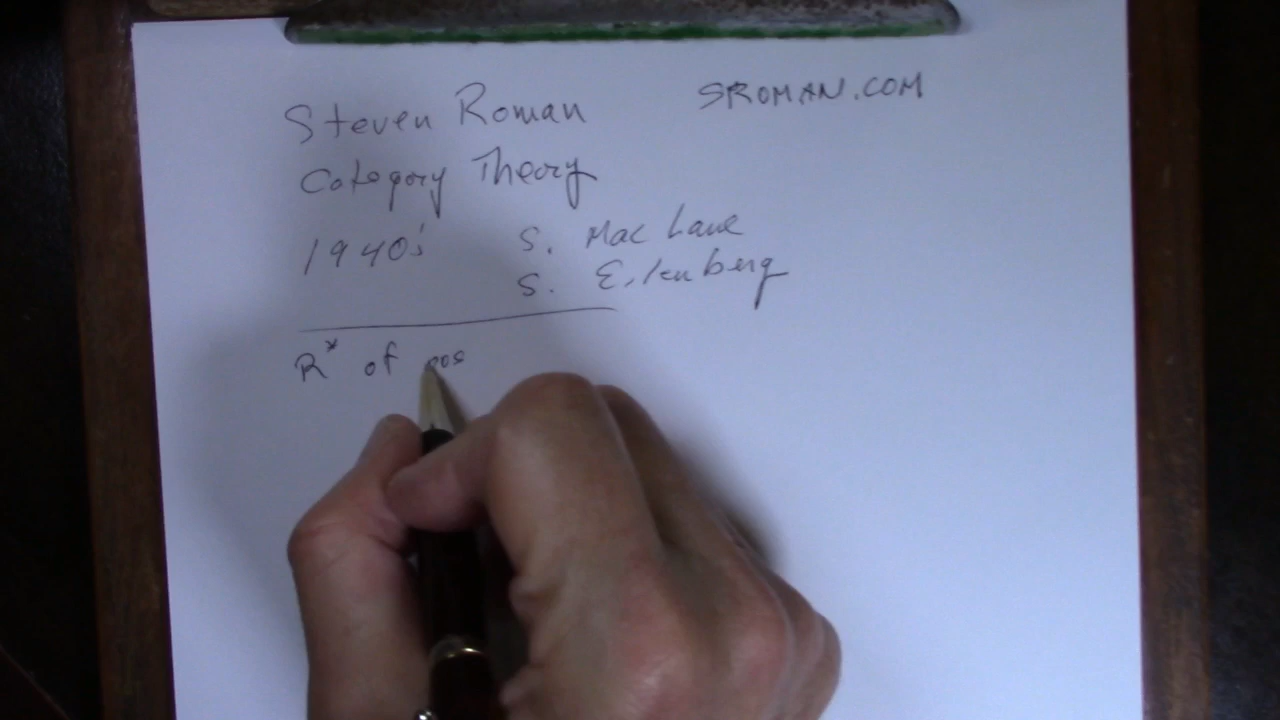 Steven Roman SROMAN.COM
Category Theory
1940's S. Mac Lane
S. Eilenberg
R* of pos